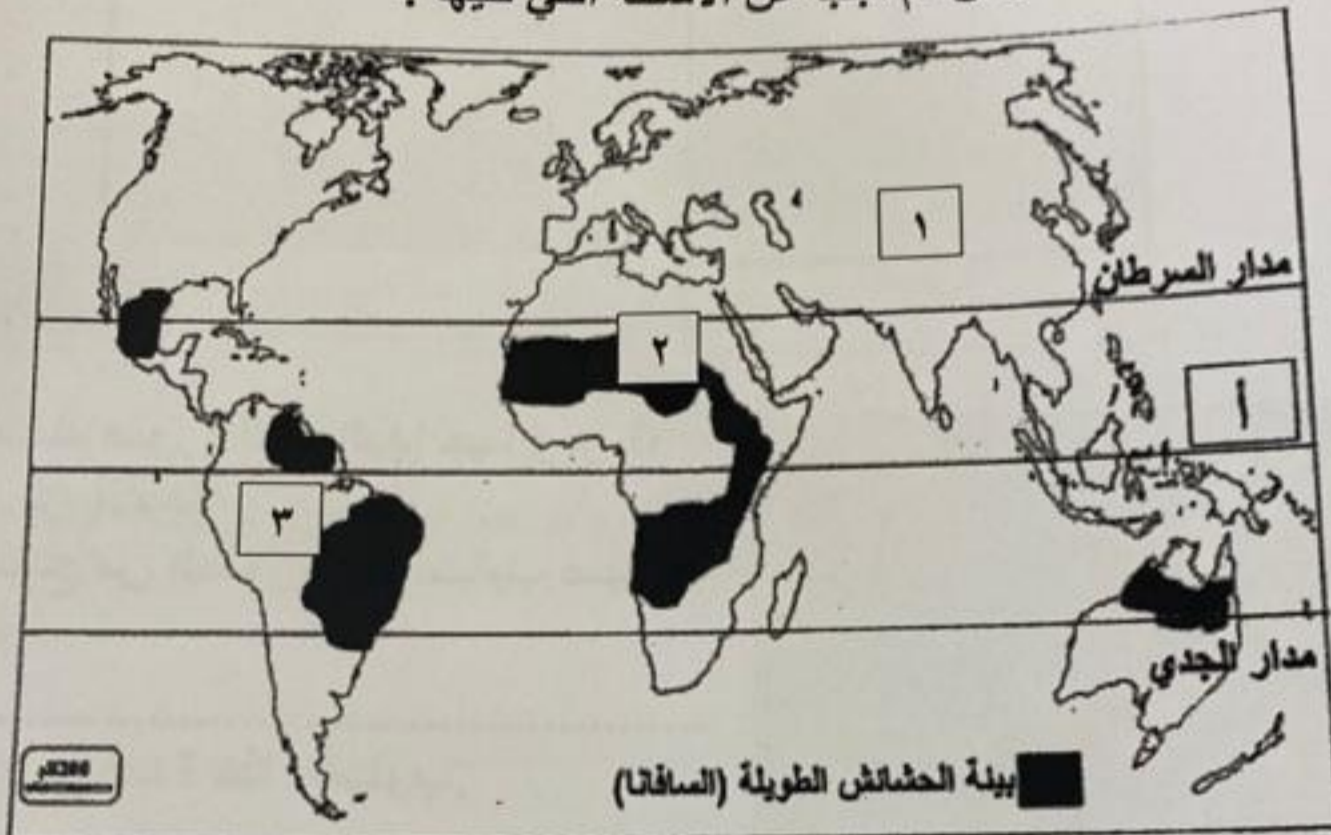 ١
مدار السرطان
٢
أ
٣
مدار الجدي
بيئة الحشائش الطويلة (السافانا)